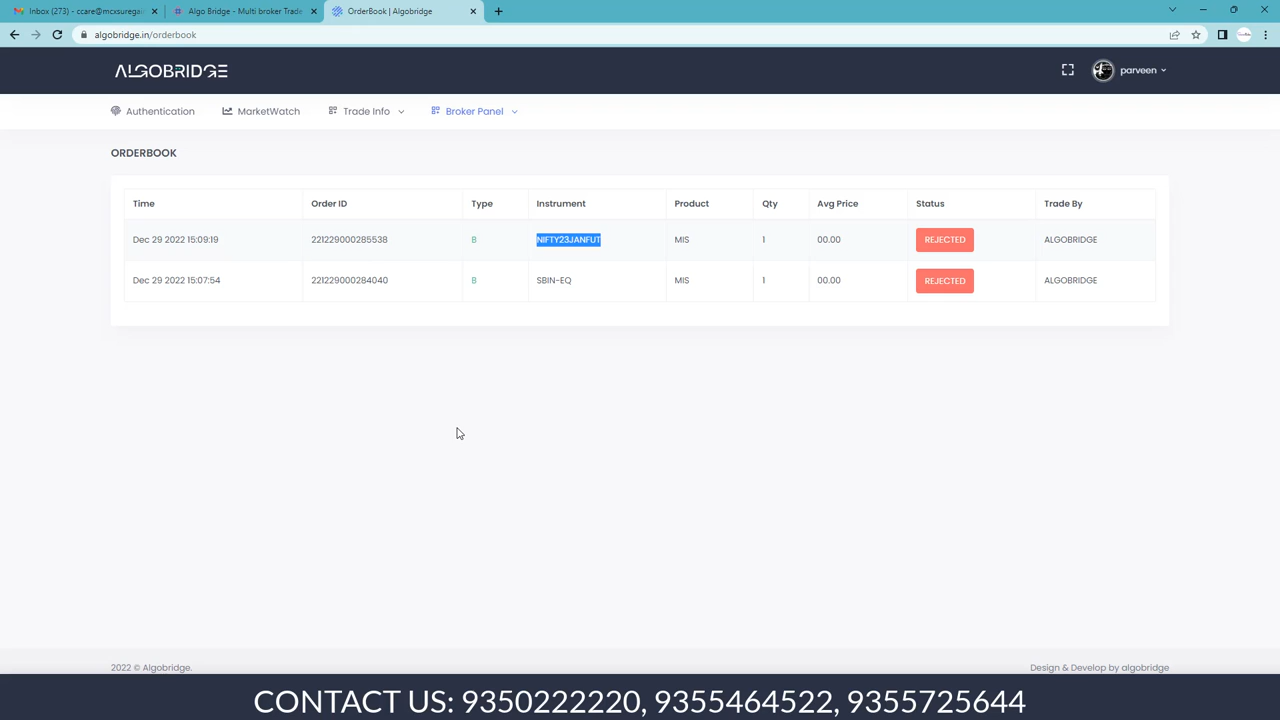 Inbox (273) - ccare@mcxsuregai
Algo Bridge - Multi broker Trade
OrderBook | Algobridge
algobridge.in/orderbook
ALGOBRIDGE
parveen
Authentication
MarketWatch
Trade Info
Broker Panel
ORDERBOOK
Time Order ID Type Instrument Product Qty Avg Price Status Trade By
Dec 29 2022 15:09:19 221229000285538 B NIFTY23JANFUT MIS 1 00.00 REJECTED ALGOBRIDGE
Dec 29 2022 15:07:54 221229000284040 B SBIN-EQ MIS 1 00.00 REJECTED ALGOBRIDGE
2022 © Algobridge.
Design & Develop by algobridge
CONTACT US: 9350222220, 9355464522, 9355725644